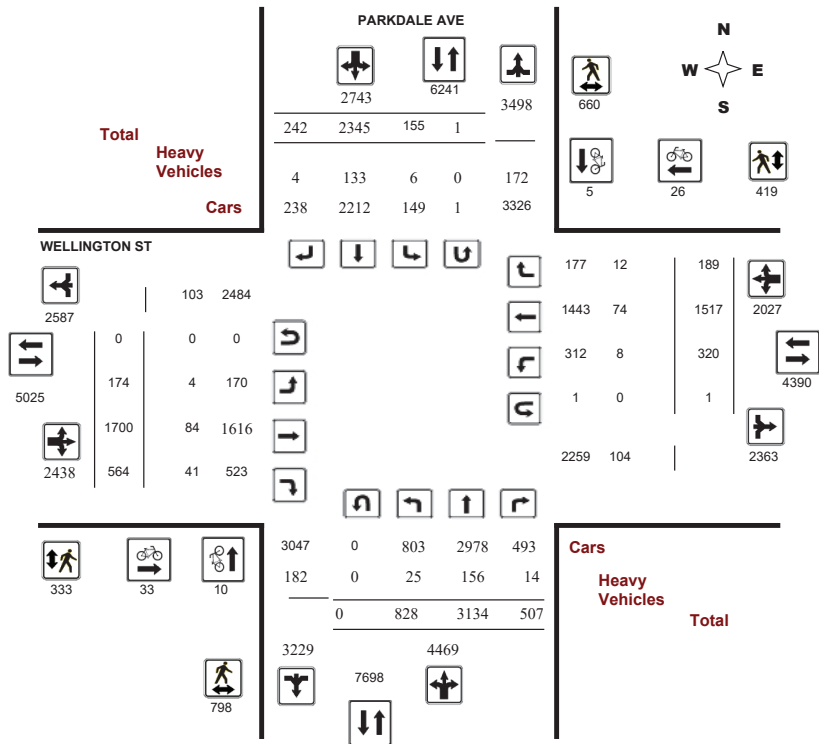 PARKDALE AVE
N
W E
S
2743 6241 3498 660
Total 242 2345 155 1
Heavy
Vehicles 4 133 6 0 172
5 26 419
Cars 238 2212 149 1 3326
WELLINGTON ST
2587 103 2484
177 12 189
0 0 0
1443 74 1517 2027
5025
174 4 170
312 8 320
4390
1700 84 1616
1 0 1
2438 564 41 523
2259 104 2363
3047 0 803 2978 493 Cars
182 0 25 156 14 Heavy
Vehicles
333 33 10
0 828 3134 507 Total
3229 7698 4469
798